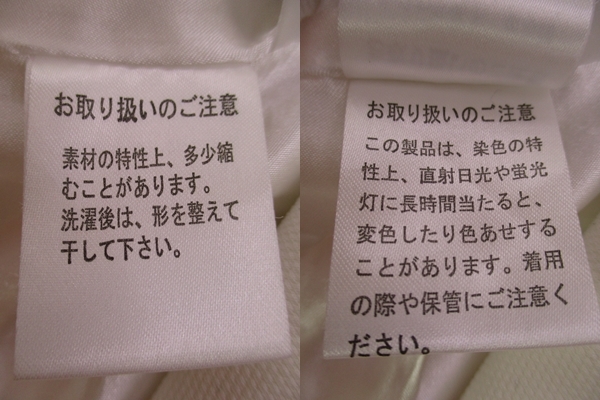 お取り扱いのご注意
素材の特性上、多少縮
むことがあります。
洗濯後は、形を整えて
干して下さい。
お取り扱いのご注意
この製品は、染色の特
性上、直射日光や蛍光
灯に長時間当たると、
変色したり色あせする
ことがあります。着用
の際や保管にご注意く
ださい。